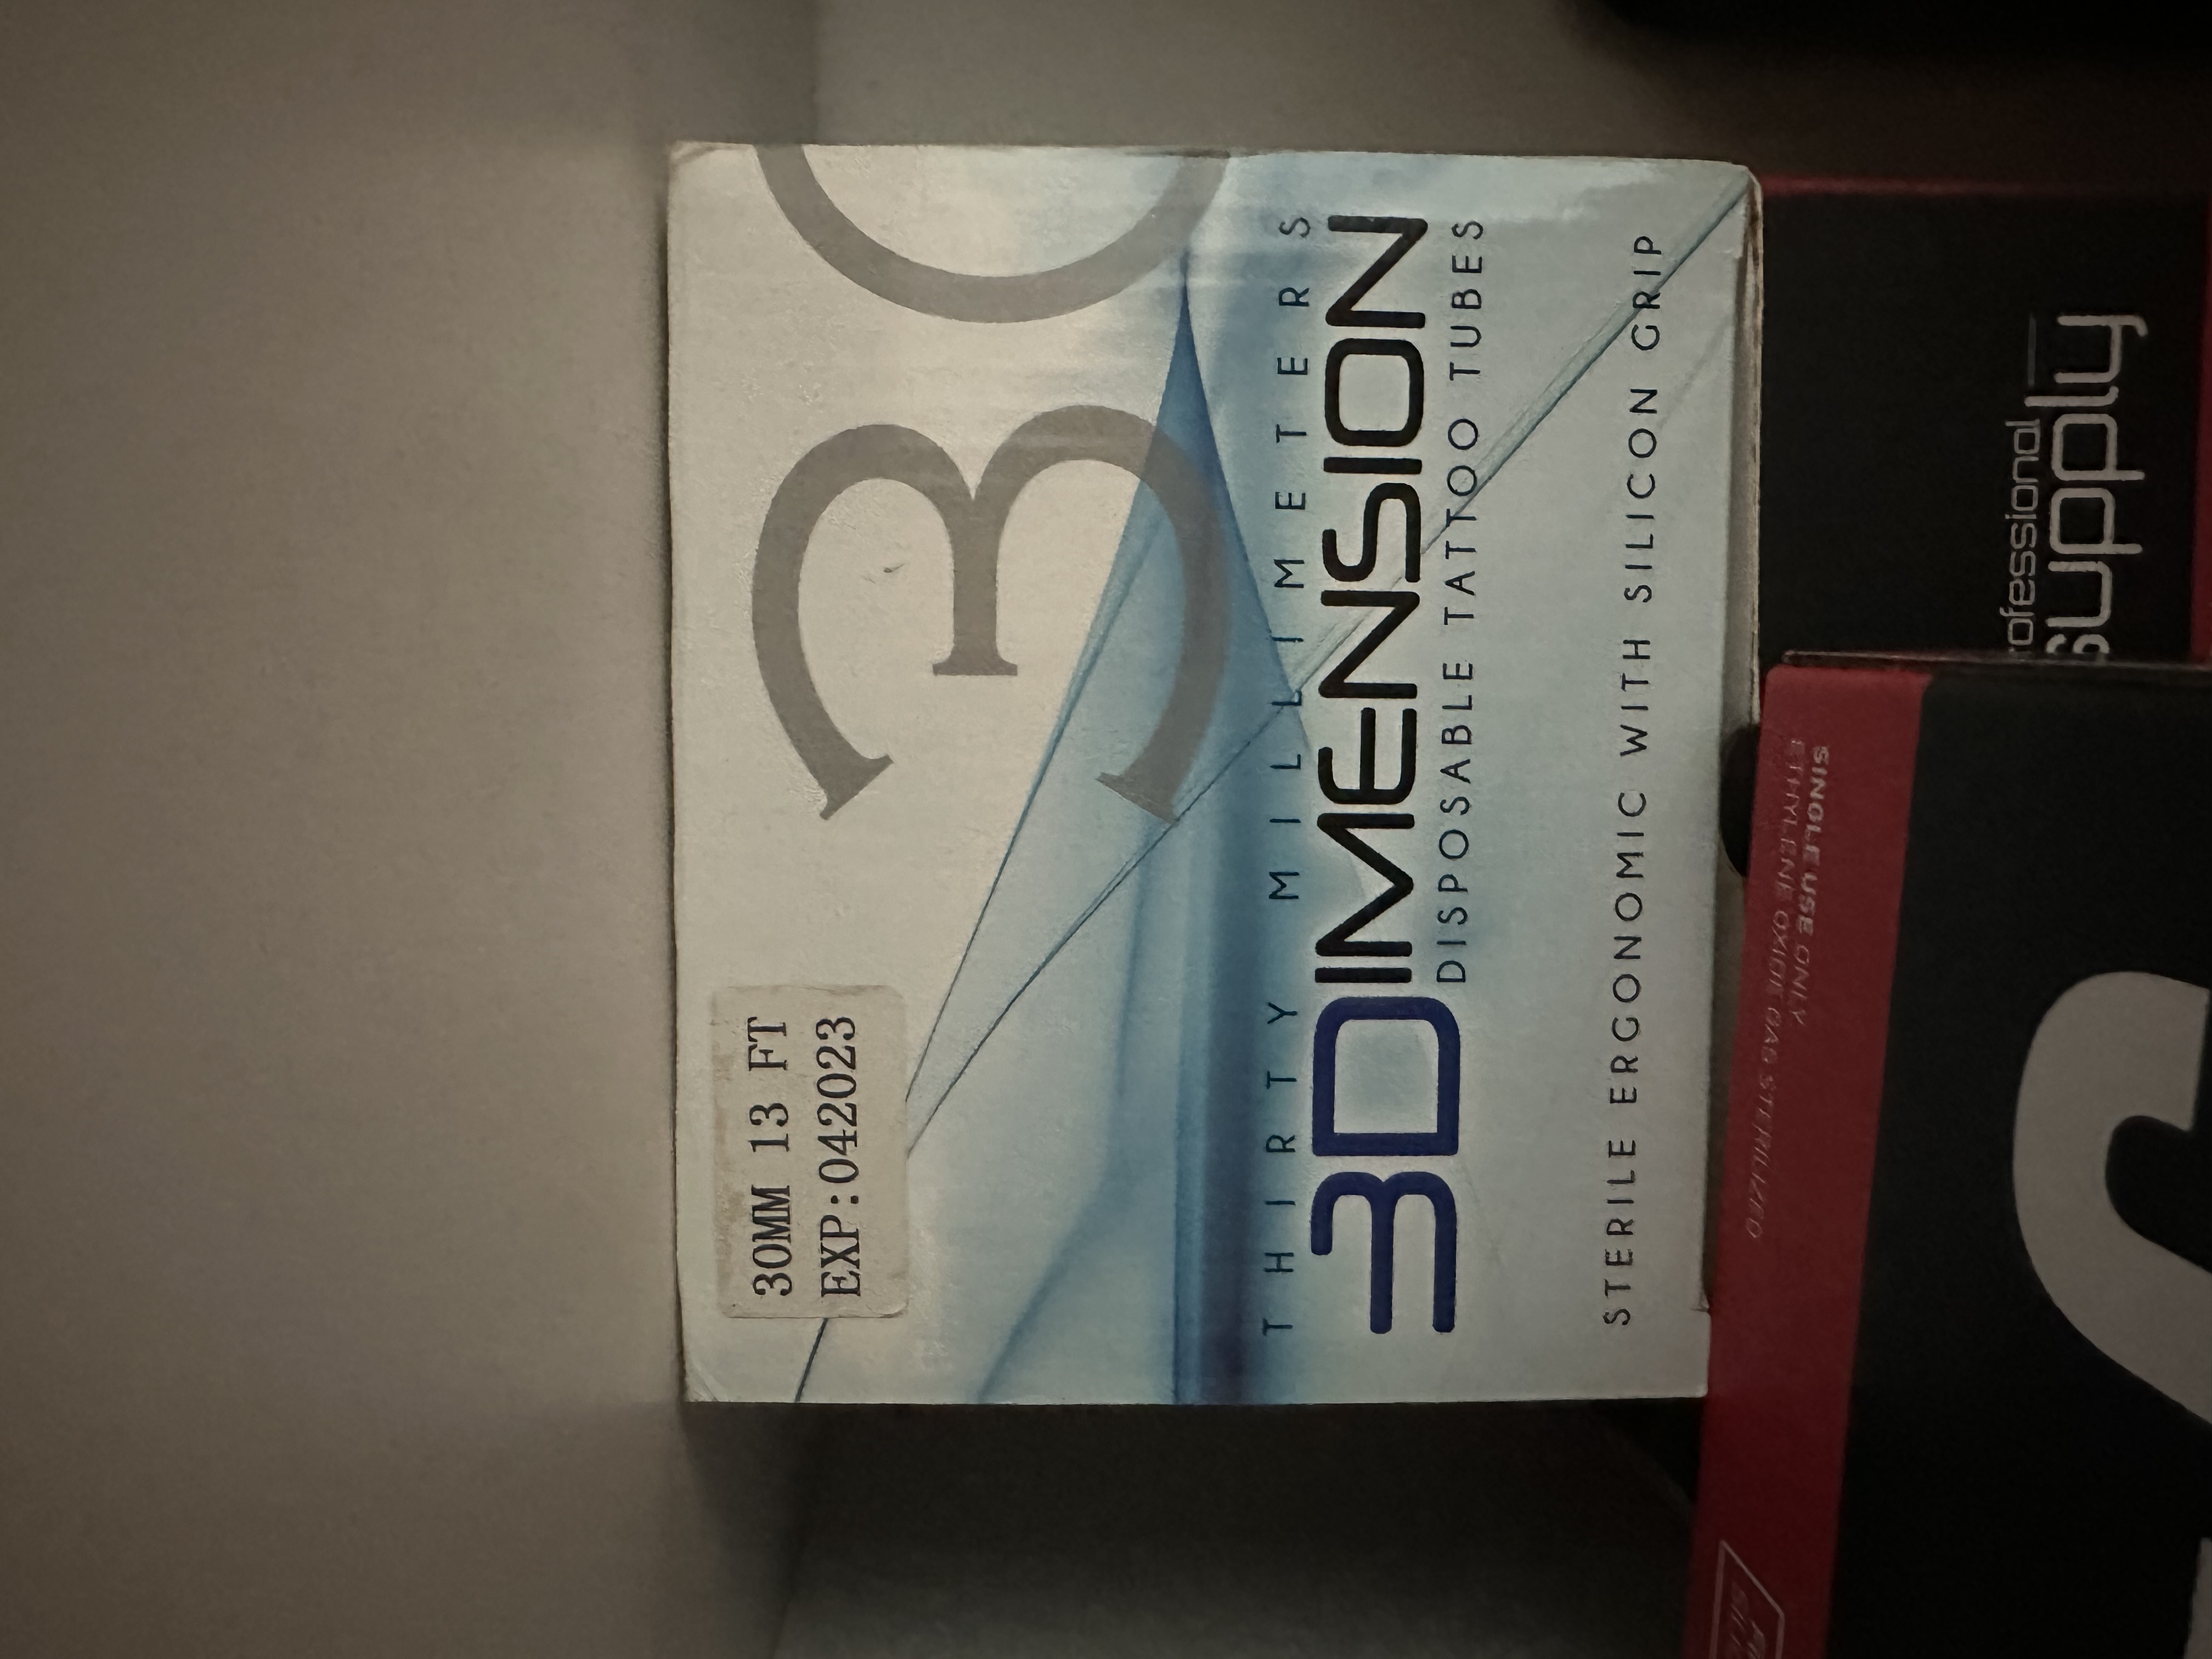 30MM 13 FT
EXP:042023
30
THIRTY MILLIMETERS
3DIMENSION
DISPOSABLE TATTOO TUBES
STERILE ERGONOMIC WITH SILICON GRIP
supply
SINGLE USE ONLY
ETHYLENE OXIDE GAS STERILIZED